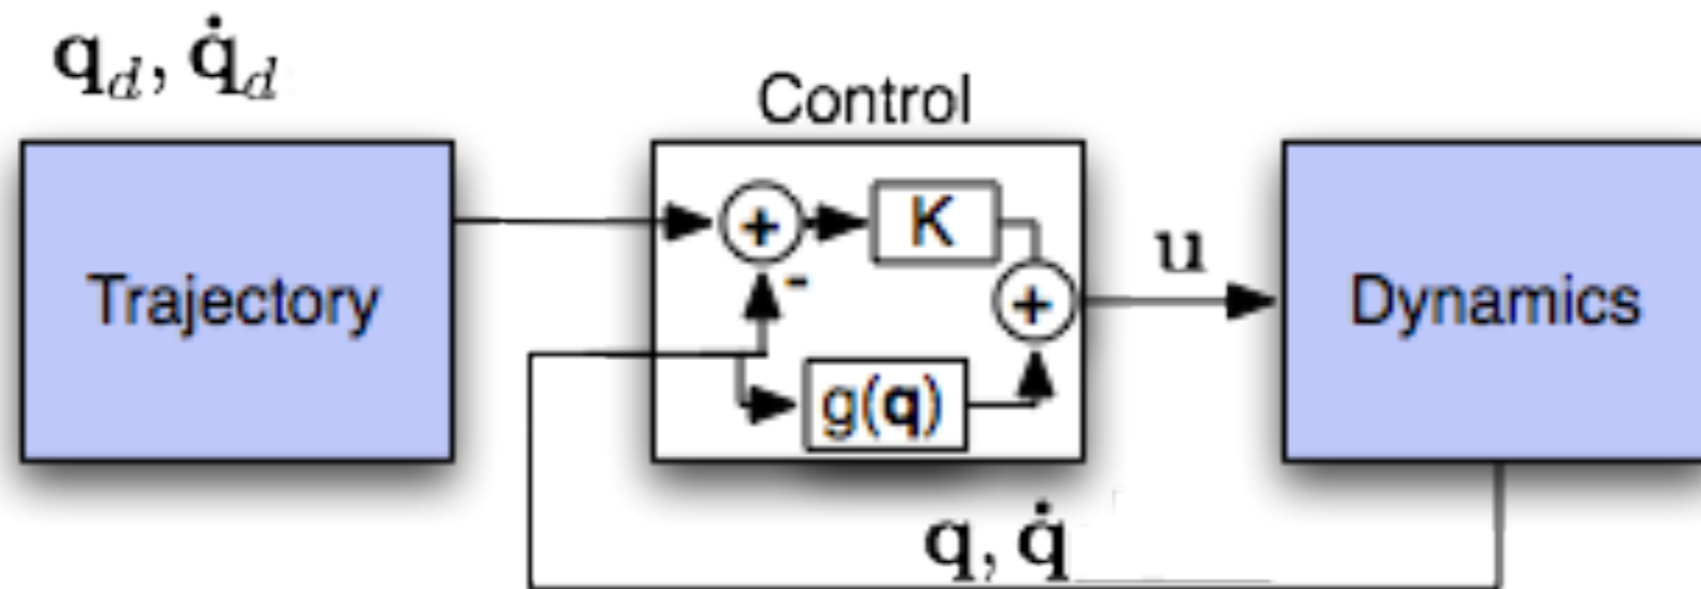 q_d, q̇_d
Control
+
K
-
Trajectory
+
u
Dynamics
g(q)
q, q̇